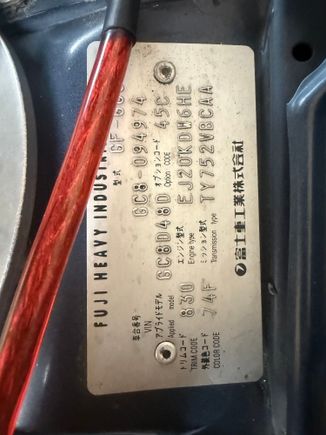 FUJI HEAVY
型式
車台番号 GC8-094974
VIN
アプライドモデル GC8D48D オプションコード 45C
Applied model Option CODE
トリムコード 830 エンジン型式 EJ20KDW6HE
TRIM CODE Engine type
外装色コード 74F ミッション型式 TY752VBCAA
COLOR CODE Transmission type
富士重工業株式会社